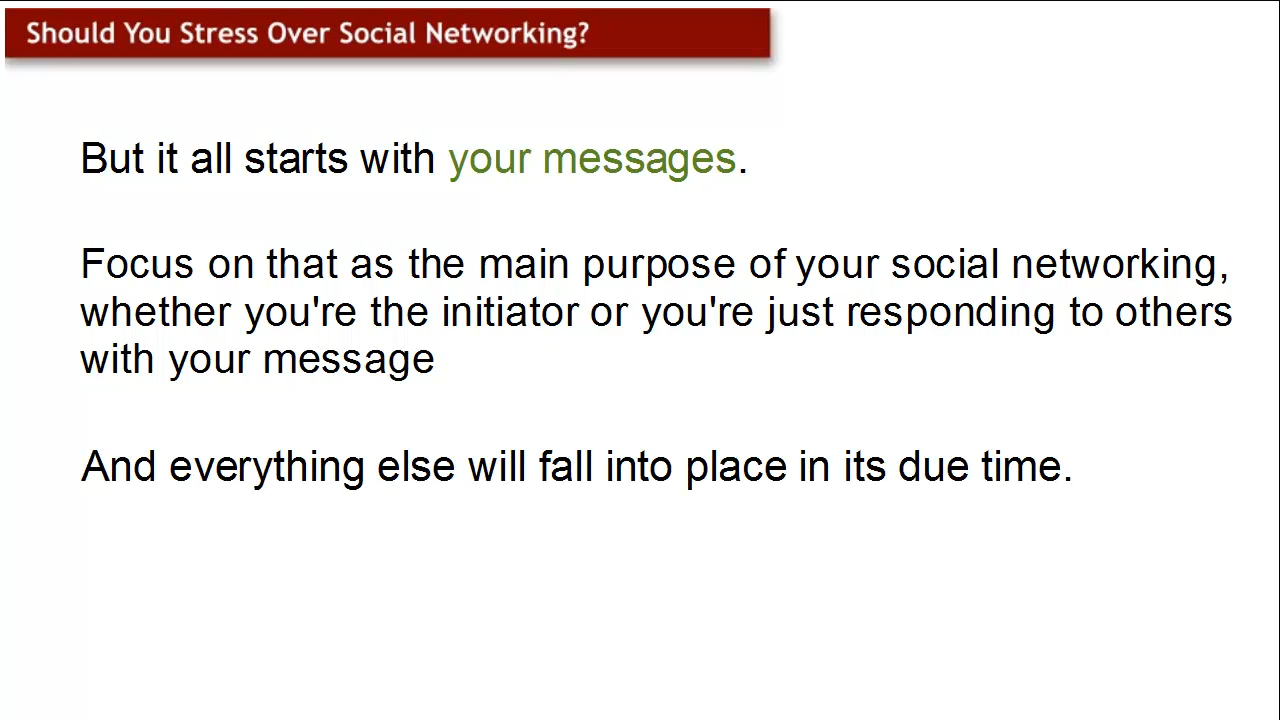 Should You Stress Over Social Networking?
But it all starts with your messages.
Focus on that as the main purpose of your social networking,
whether you're the initiator or you're just responding to others
with your message
And everything else will fall into place in its due time.